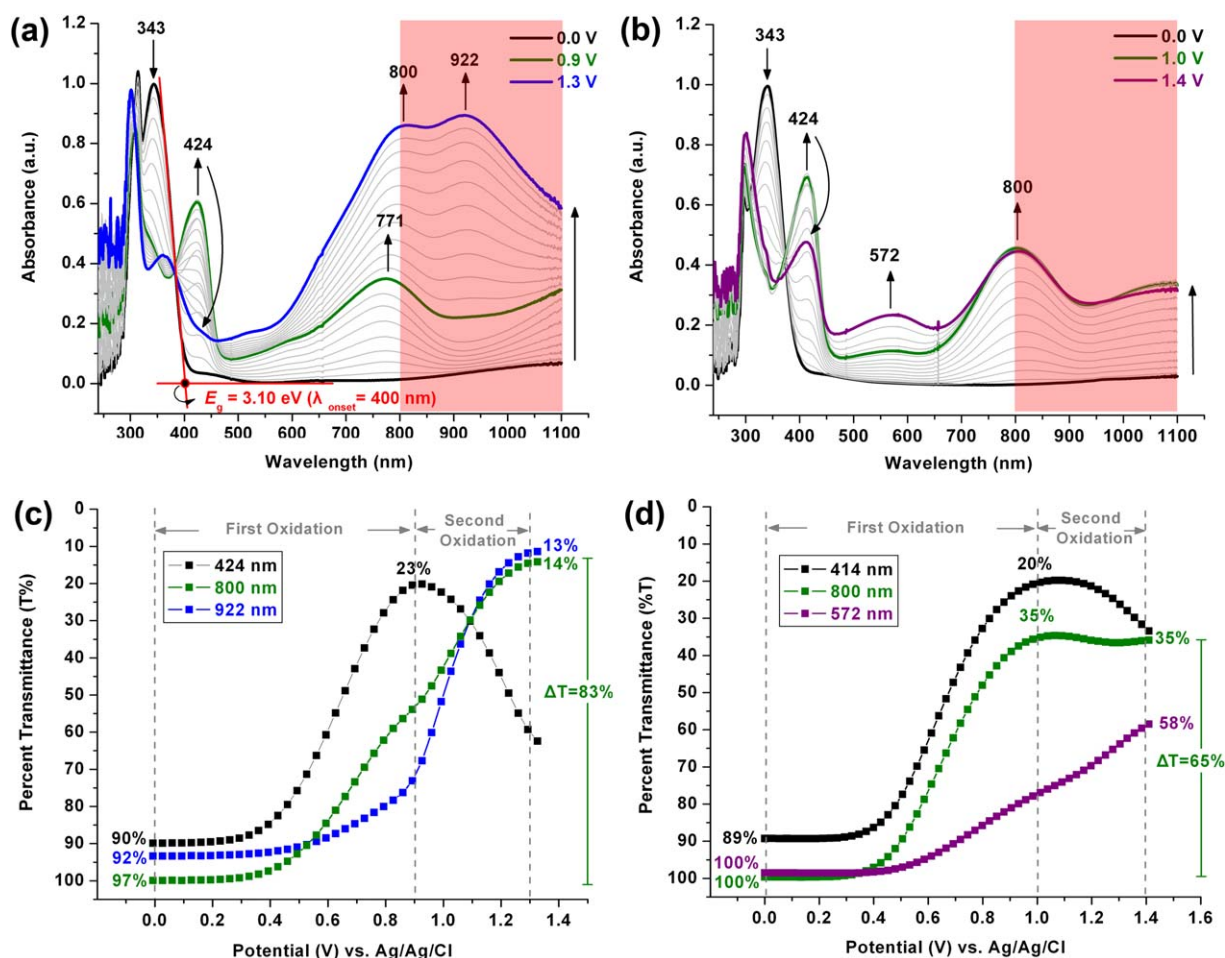 (a)
343
424
771
800
922
0.0 V
0.9 V
1.3 V
Absorbance (a.u.)
1.2
1.0
0.8
0.6
0.4
0.2
0.0
E g = 3.10 eV (λ onset = 400 nm)
300 400 500 600 700 800 900 1000 1100
Wavelength (nm)
(b)
343
424
572
800
0.0 V
1.0 V
1.4 V
Absorbance (a.u.)
1.2
1.0
0.8
0.6
0.4
0.2
0.0
300 400 500 600 700 800 900 1000 1100
Wavelength (nm)
(c)
First Oxidation
Second
Oxidation
424 nm
800 nm
922 nm
23%
13%
14%
ΔT=83%
90%
92%
97%
Percent Transmittance (T%)
0
10
20
30
40
50
60
70
80
90
100
0.0 0.2 0.4 0.6 0.8 1.0 1.2 1.4
Potential (V) vs. Ag/Ag/Cl
(d)
First Oxidation
Second
Oxidation
414 nm
800 nm
572 nm
20%
35%
35%
58%
ΔT=65%
89%
100%
100%
Percent Transmittance (%T)
0
10
20
30
40
50
60
70
80
90
100
0.0 0.2 0.4 0.6 0.8 1.0 1.2 1.4 1.6
Potential (V) vs. Ag/Ag/Cl